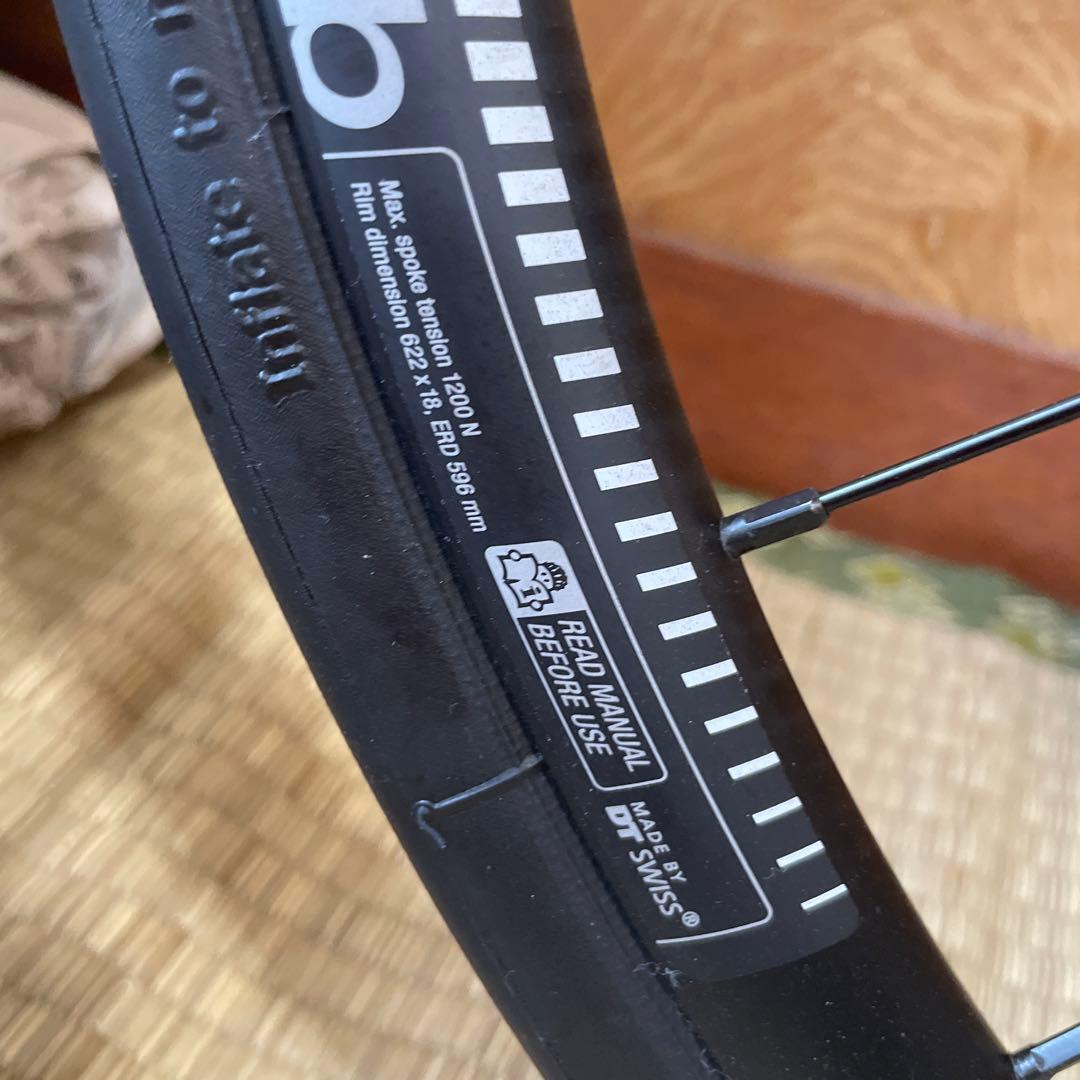 b
Max. spoke tension 1200 N
Rim dimension 622 x 18, ERD 596 mm
READ MANUAL
BEFORE USE
MADE BY
DT SWISS®
Inflate to